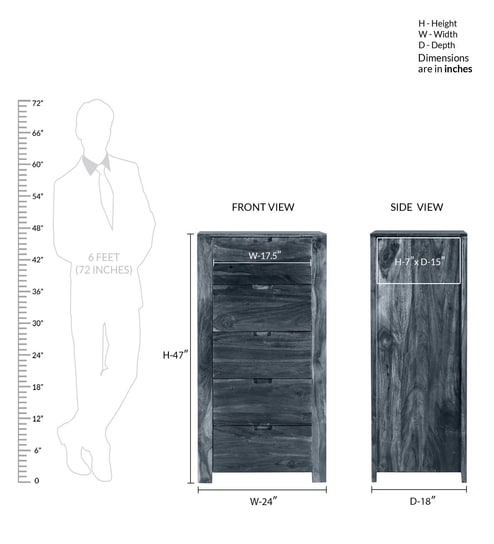 H - Height
W - Width
D - Depth
Dimensions
are in inches
72"
66"
60"
54"
48"
42"
36"
30"
24"
18"
12"
6"
0
6 FEET
(72 INCHES)
FRONT VIEW
W-17.5"
H-47"
W-24"
SIDE VIEW
H-7"x D-15"
D-18"